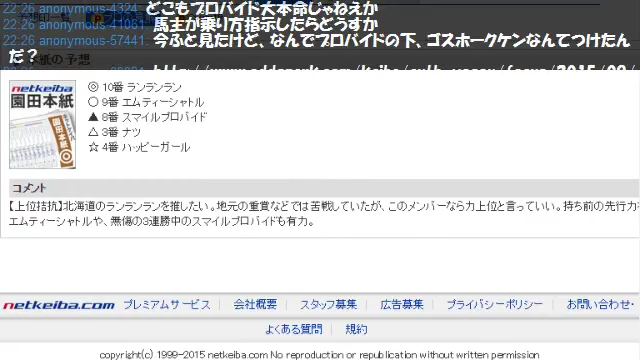 22:26 anonymous-4324 どこもプロバイド大本命じゃねえか
22:26 anonymous-41061 馬主が乗り方指示したらどうすか
22:26 anonymous-57441 今ふと見たけど、なんでプロバイドの下、ゴスホークケンなんてつけたん
だ？
の予想
netkeiba
園田本紙
◎ 10番 ランランラン
○ 9番 エムティーシャトル
▲ 8番 スマイルプロバイド
△ 3番 ナツ
☆ 4番 ハッピーガール
園田本紙
コメント
【上位拮抗】北海道のランランランを推したい。地元の重賞などでは苦戦していたが、このメンバーなら力上位と言っていい。持ち前の先行力
エムティーシャトルや、無傷の3連勝中のスマイルプロバイドも有力。
netkeiba.com プレミアムサービス | 会社概要 | スタッフ募集 | 広告募集 | プライバシーポリシー | お問い合わせ・
よくある質問 | 規約
copyright(c) 1999-2015 netkeiba.com No reproduction or republication without written permission